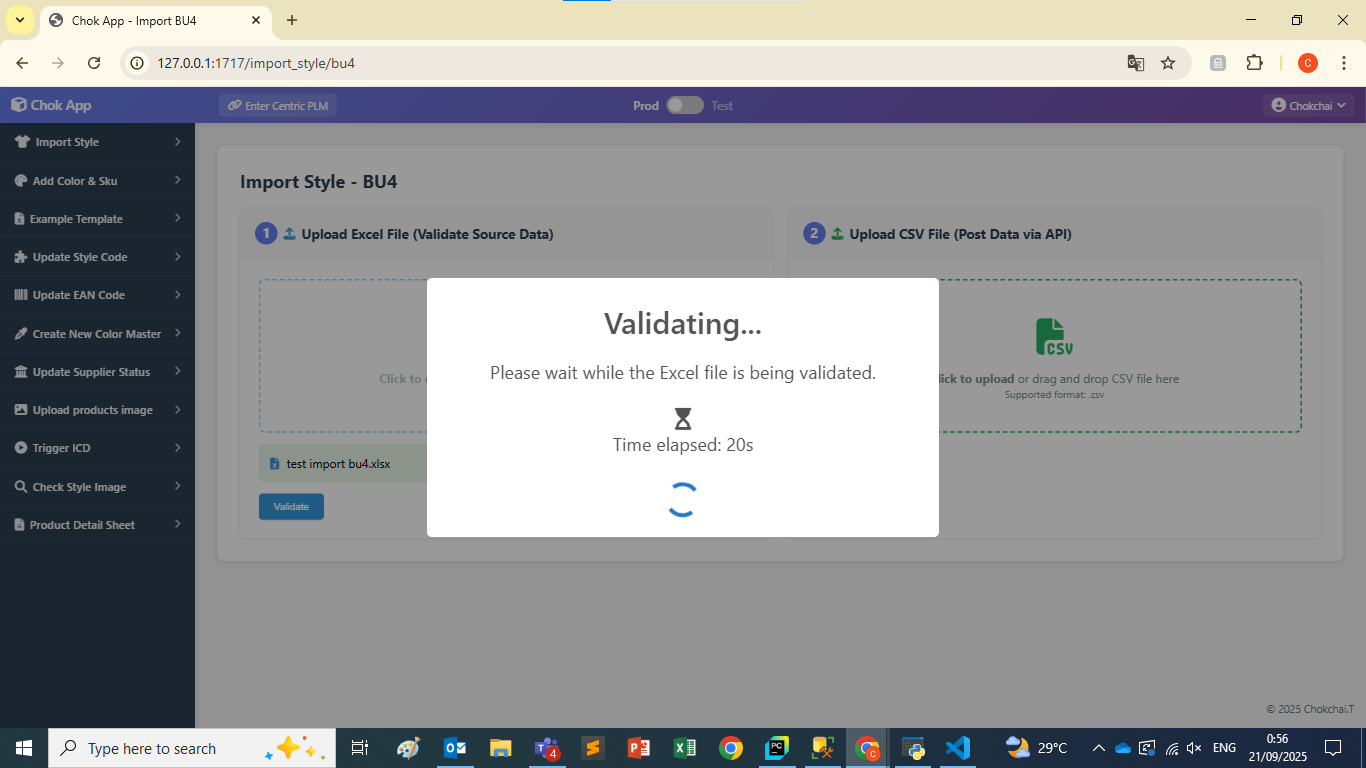 Chok App - Import BU4
127.0.0.1:1717/import_style/bu4
C
Chok App
Enter Centric PLM
Prod
Test
Chokchai
Import Style
Add Color & Sku
Example Template
Update Style Code
Update EAN Code
Create New Color Master
Update Supplier Status
Upload products image
Trigger ICD
Check Style Image
Product Detail Sheet
Import Style - BU4
1 Upload Excel File (Validate Source Data)
Click to
test import bu4.xlsx
Validate
2 Upload CSV File (Post Data via API)
CSV
lick to upload or drag and drop CSV file here
Supported format: .csv
Validating...
Please wait while the Excel file is being validated.
Time elapsed: 20s
© 2025 Chokchai.T
Type here to search
4
PC
C
29°C
ENG
0:56
21/09/2025